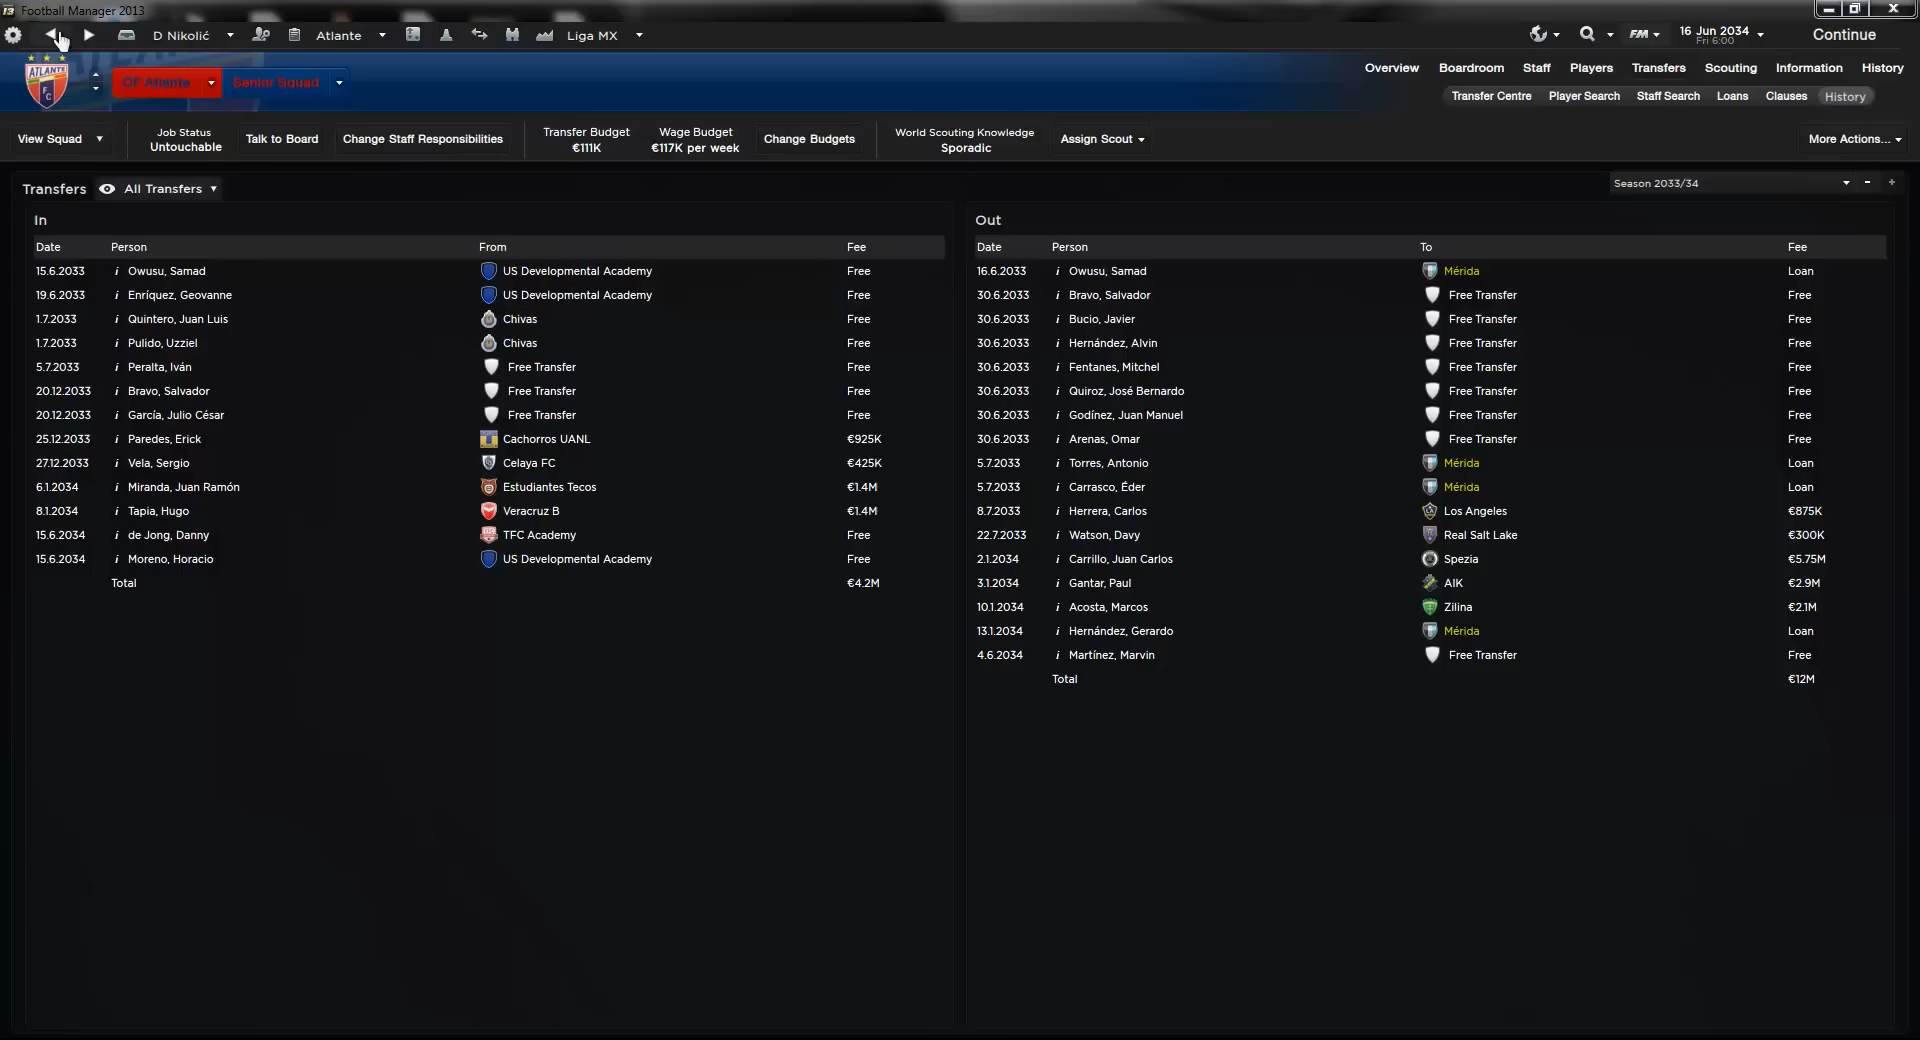 Football Manager 2013
D Nikolić Atlante Liga MX FM 16 Jun 2034 Fri 6:00 Continue
ATLANTE FC CF Atlante Senior Squad
Overview Boardroom Staff Players Transfers Scouting Information History
Transfer Centre Player Search Staff Search Loans Clauses History
View Squad Job Status Untouchable Talk to Board Change Staff Responsibilities Transfer Budget €111K Wage Budget €117K per week Change Budgets World Scouting Knowledge Sporadic Assign Scout More Actions...
Transfers All Transfers Season 2033/34 - +
In
Date Person From Fee
15.6.2033 i Owusu, Samad US Developmental Academy Free
19.6.2033 i Enríquez, Geovanne US Developmental Academy Free
1.7.2033 i Quintero, Juan Luis Chivas Free
1.7.2033 i Pulido, Uzziel Chivas Free
5.7.2033 i Peralta, Iván Free Transfer Free
20.12.2033 i Bravo, Salvador Free Transfer Free
20.12.2033 i García, Julio César Free Transfer Free
25.12.2033 i Paredes, Erick Cachorros UANL €925K
27.12.2033 i Vela, Sergio Celaya FC €425K
6.1.2034 i Miranda, Juan Ramón Estudiantes Tecos €1.4M
8.1.2034 i Tapia, Hugo Veracruz B €1.4M
15.6.2034 i de Jong, Danny TFC Academy Free
15.6.2034 i Moreno, Horacio US Developmental Academy Free
Total €4.2M
Out
Date Person To Fee
16.6.2033 i Owusu, Samad Mérida Loan
30.6.2033 i Bravo, Salvador Free Transfer Free
30.6.2033 i Bucio, Javier Free Transfer Free
30.6.2033 i Hernández, Alvin Free Transfer Free
30.6.2033 i Fentanes, Mitchel Free Transfer Free
30.6.2033 i Quiroz, José Bernardo Free Transfer Free
30.6.2033 i Godínez, Juan Manuel Free Transfer Free
30.6.2033 i Arenas, Omar Free Transfer Free
5.7.2033 i Torres, Antonio Mérida Loan
5.7.2033 i Carrasco, Éder Mérida Loan
8.7.2033 i Herrera, Carlos Los Angeles €875K
22.7.2033 i Watson, Davy Real Salt Lake €300K
2.1.2034 i Carrillo, Juan Carlos Spezia €5.75M
3.1.2034 i Gantar, Paul AIK €2.9M
10.1.2034 i Acosta, Marcos Zilina €2.1M
13.1.2034 i Hernández, Gerardo Mérida Loan
4.6.2034 i Martínez, Marvin Free Transfer Free
Total €12M